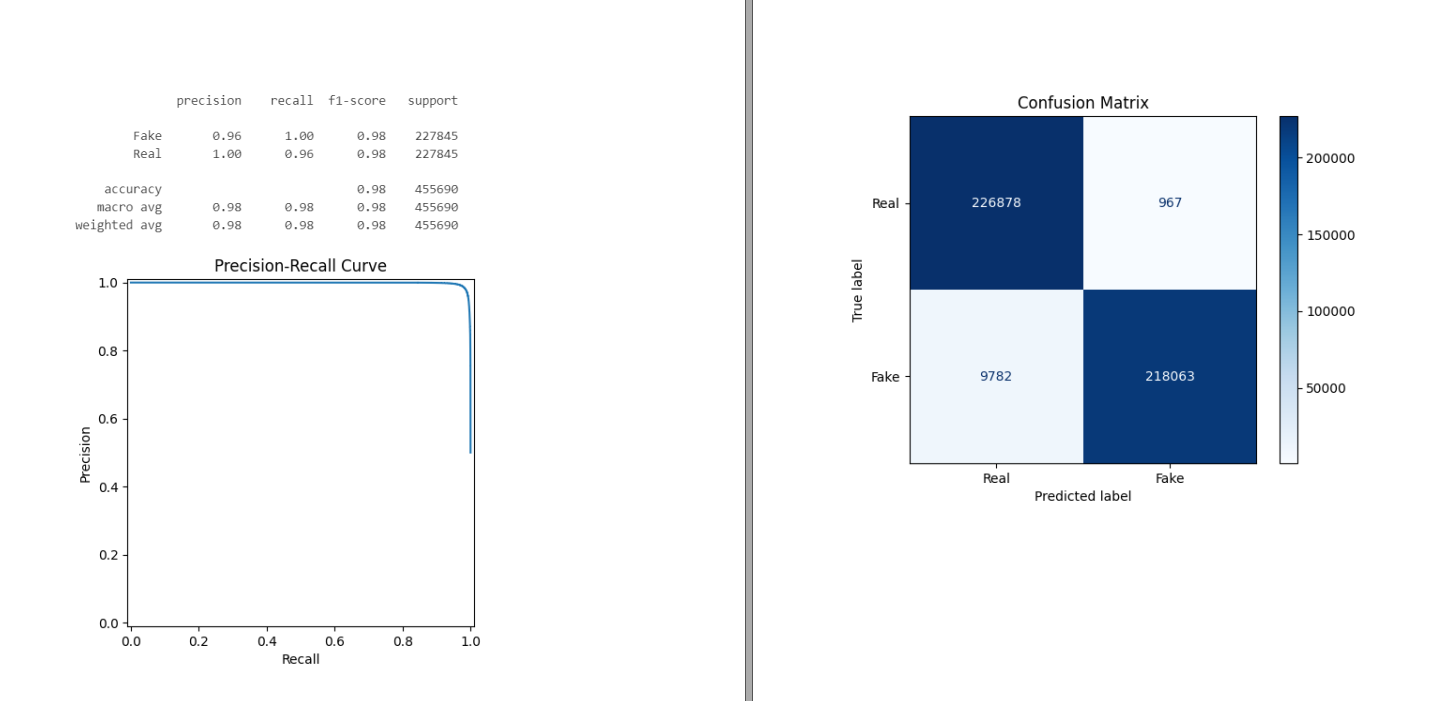 precision recall f1-score support
Fake 0.96 1.00 0.98 227845
Real 1.00 0.96 0.98 227845
accuracy 0.98 455690
macro avg 0.98 0.98 0.98 455690
weighted avg 0.98 0.98 0.98 455690
Precision-Recall Curve
1.0
0.8
0.6
0.4
0.2
0.0
Precision
0.0 0.2 0.4 0.6 0.8 1.0
Recall
Confusion Matrix
Real 226878 967
Fake 9782 218063
True label
Real Fake
Predicted label
200000
150000
100000
50000